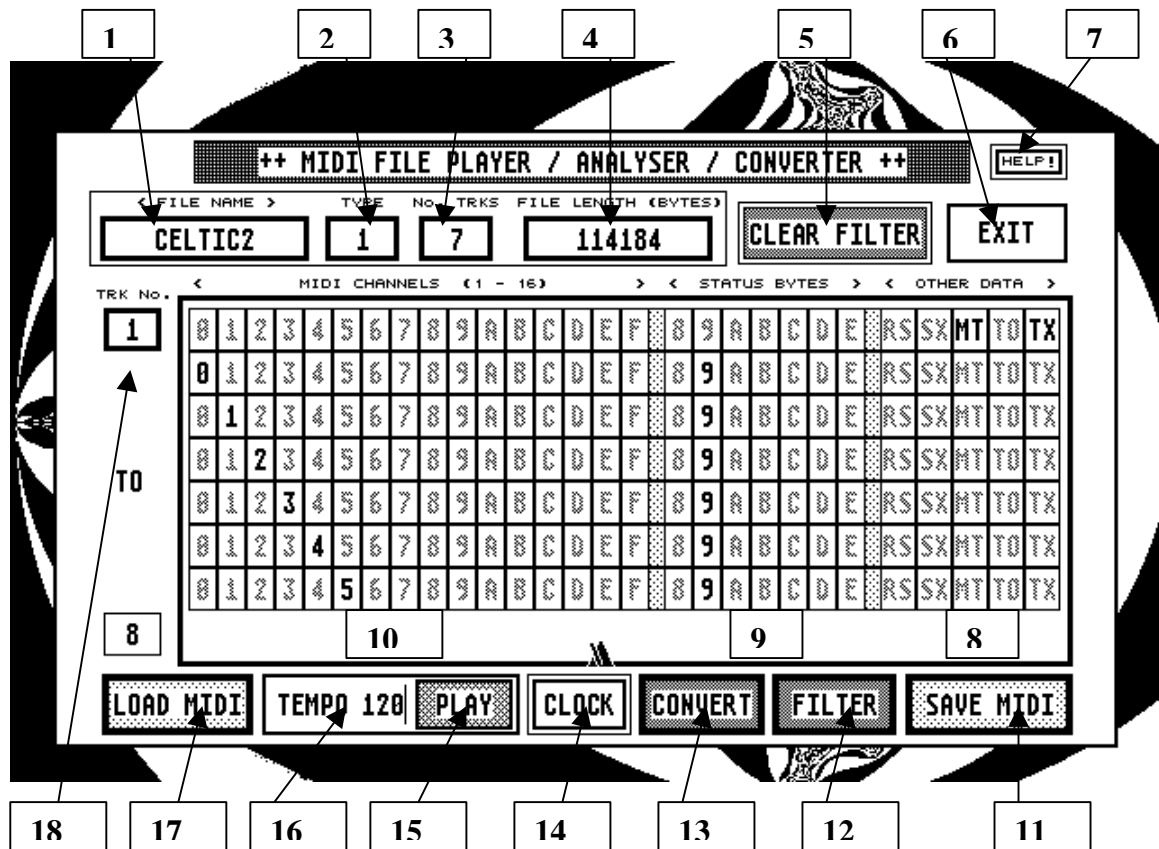 1 2 3 4 5 6 7
++ MIDI FILE PLAYER / ANALYSER / CONVERTER ++
HELP!
< FILE NAME > TYPE No. TRKS FILE LENGTH (BYTES)
CELTIC2 1 7 114184 CLEAR FILTER EXIT
TRK No. < MIDI CHANNELS (1 - 16) > < STATUS BYTES > < OTHER DATA >
1 0 1 2 3 4 5 6 7 8 9 A B C D E F 8 9 A B C D E RS SX MT TO TX
0 1 2 3 4 5 6 7 8 9 A B C D E F 8 9 A B C D E RS SX MT TO TX
0 1 2 3 4 5 6 7 8 9 A B C D E F 8 9 A B C D E RS SX MT TO TX
0 1 2 3 4 5 6 7 8 9 A B C D E F 8 9 A B C D E RS SX MT TO TX
TO
0 1 2 3 4 5 6 7 8 9 A B C D E F 8 9 A B C D E RS SX MT TO TX
0 1 2 3 4 5 6 7 8 9 A B C D E F 8 9 A B C D E RS SX MT TO TX
0 1 2 3 4 5 6 7 8 9 A B C D E F 8 9 A B C D E RS SX MT TO TX
8 10 9 8
LOAD MIDI TEMPO 120 PLAY CLOCK CONVERT FILTER SAVE MIDI
18 17 16 15 14 13 12 11